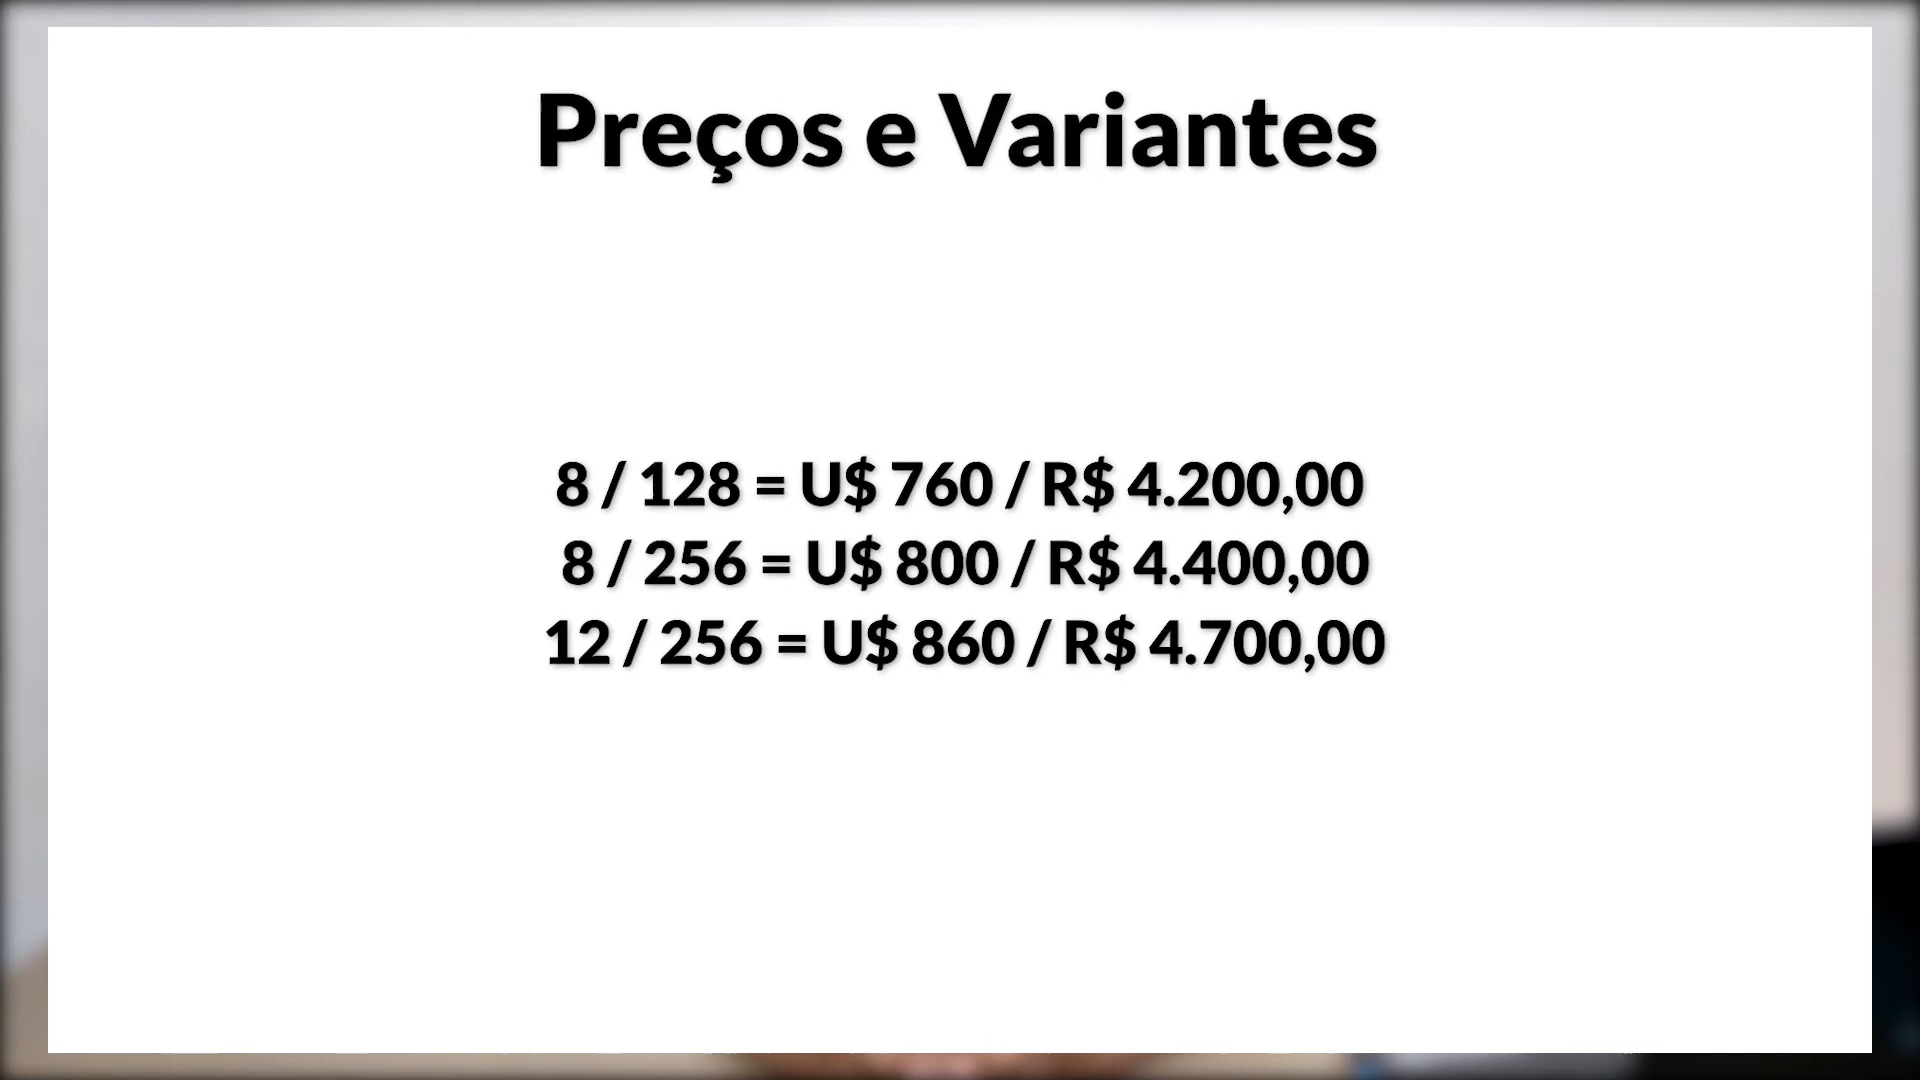 Preços e Variantes
8 / 128 = U$ 760 / R$ 4.200,00
8 / 256 = U$ 800 / R$ 4.400,00
12 / 256 = U$ 860 / R$ 4.700,00